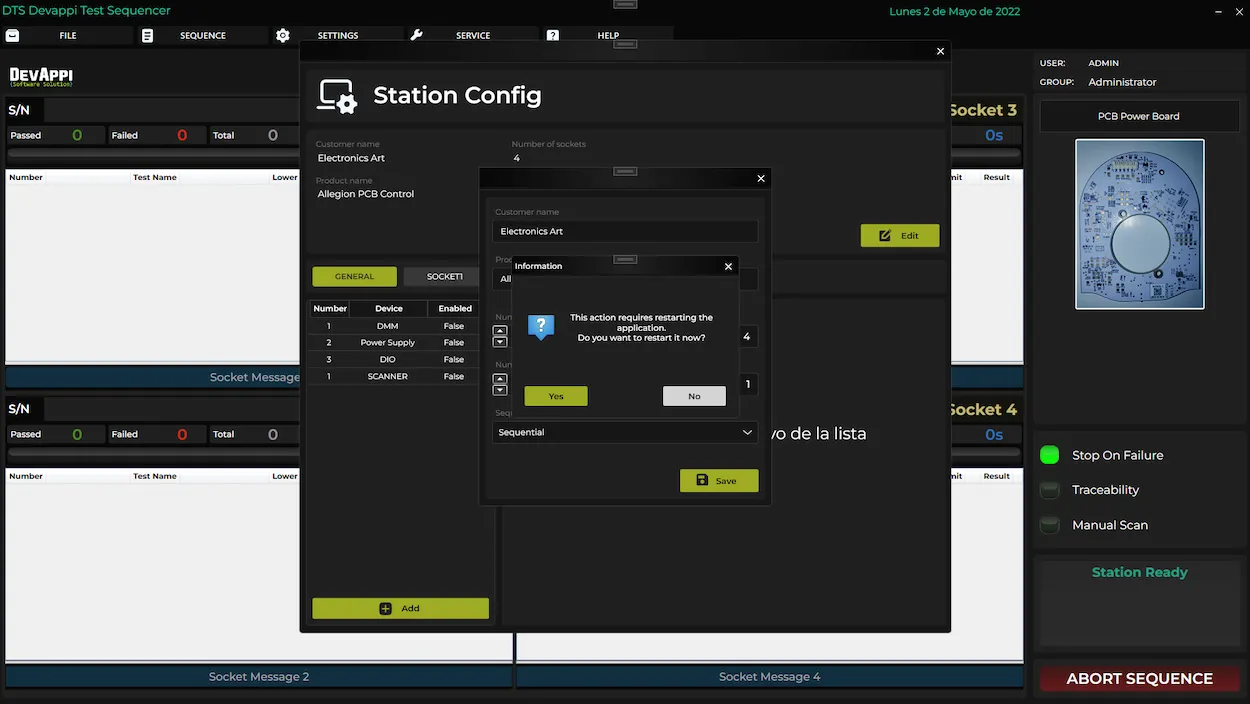 DTS Devappi Test Sequencer
Lunes 2 de Mayo de 2022
FILE
SEQUENCE
SETTINGS
SERVICE
HELP
DEVAPPI
(Software Solution)
USER: ADMIN
GROUP: Administrator
PCB Power Board
Station Config
Customer name
Electronics Art
Number of sockets
4
Product name
Allegion PCB Control
Edit
GENERAL
SOCKET1
Number Device Enabled
1 DMM False
2 Power Supply False
3 DIO False
1 SCANNER False
Add
vo de la lista
Customer name
Electronics Art
Pro
All
Num
4
Num
1
Seq
Sequential
Save
Information
This action requires restarting the
application.
Do you want to restart it now?
Yes
No
S/N
Passed 0 Failed 0 Total 0
Number Test Name Lower
Socket Message
Socket 3
0s
mit Result
S/N
Passed 0 Failed 0 Total 0
Number Test Name Lower
Socket Message 2
Socket 4
0s
mit Result
Socket Message 4
Stop On Failure
Traceability
Manual Scan
Station Ready
ABORT SEQUENCE